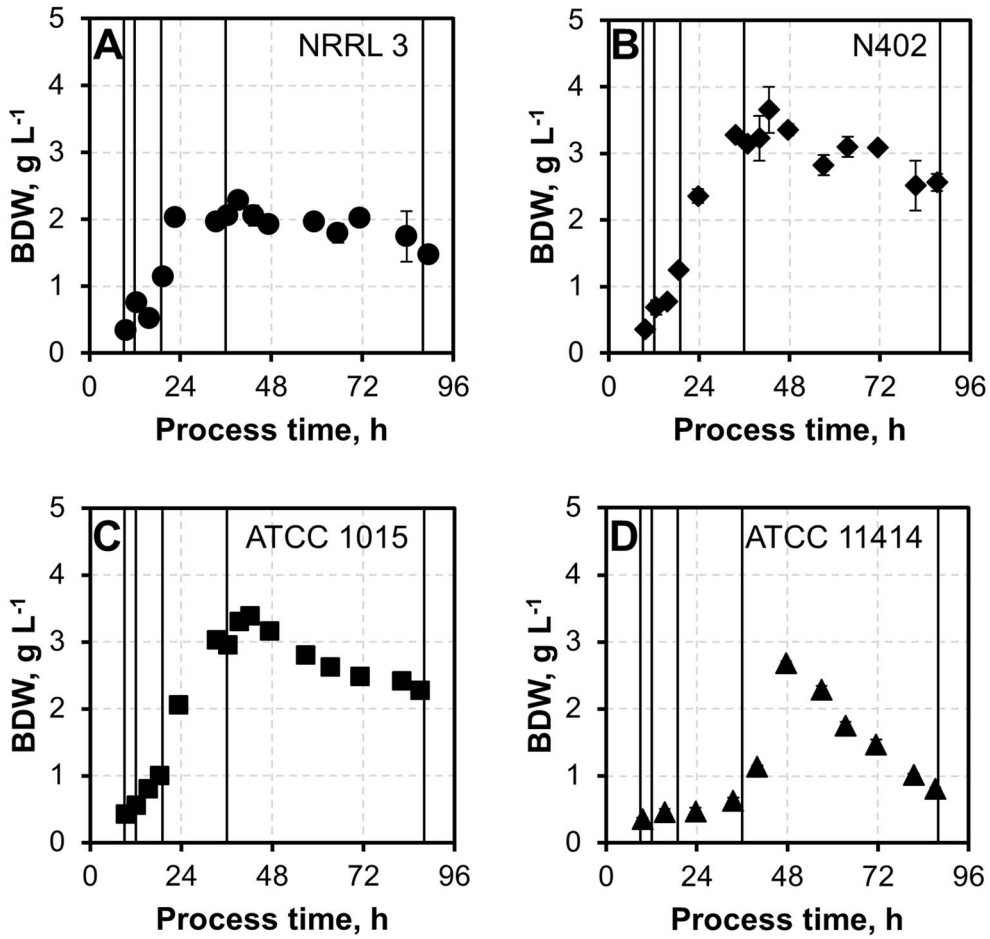 A
NRRL 3
BDW, g L⁻¹
5
4
3
2
1
0
0 24 48 72 96
Process time, h
B
N402
BDW, g L⁻¹
5
4
3
2
1
0
0 24 48 72 96
Process time, h
C
ATCC 1015
BDW, g L⁻¹
5
4
3
2
1
0
0 24 48 72 96
Process time, h
D
ATCC 11414
BDW, g L⁻¹
5
4
3
2
1
0
0 24 48 72 96
Process time, h